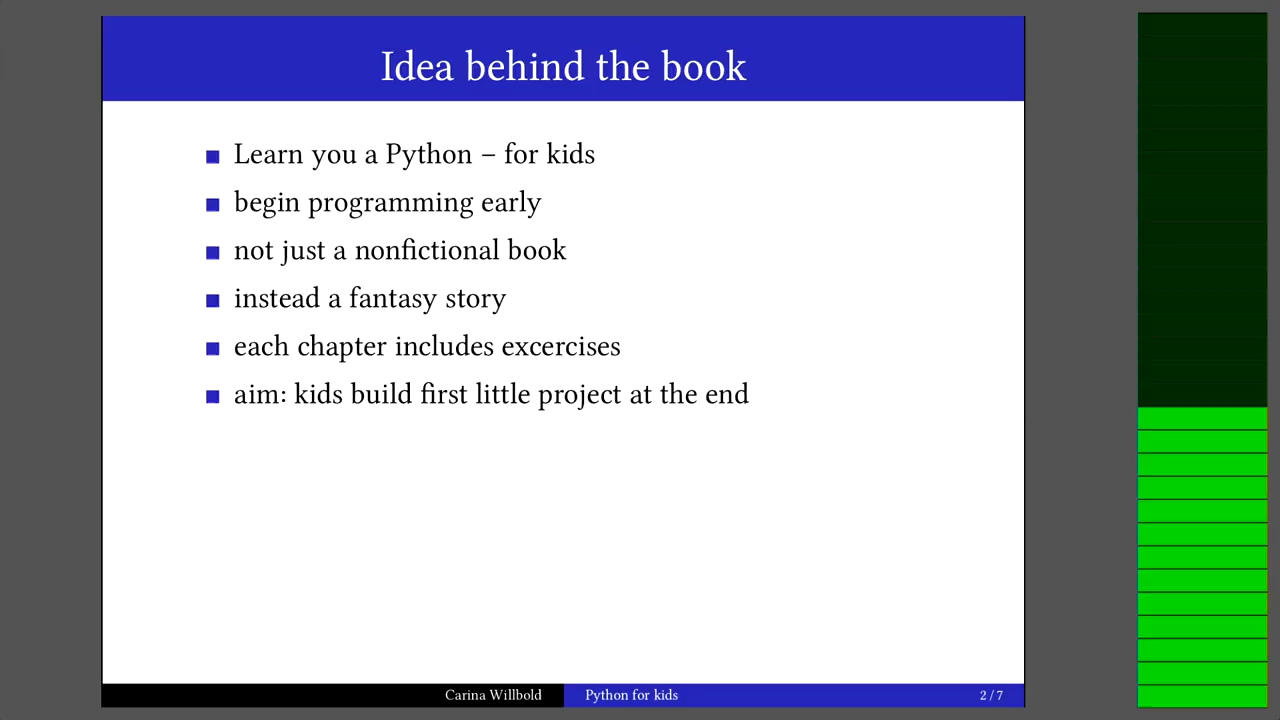 Idea behind the book
Learn you a Python – for kids
begin programming early
not just a nonfictional book
instead a fantasy story
each chapter includes excercises
aim: kids build first little project at the end
Carina Willbold Python for kids 2 / 7